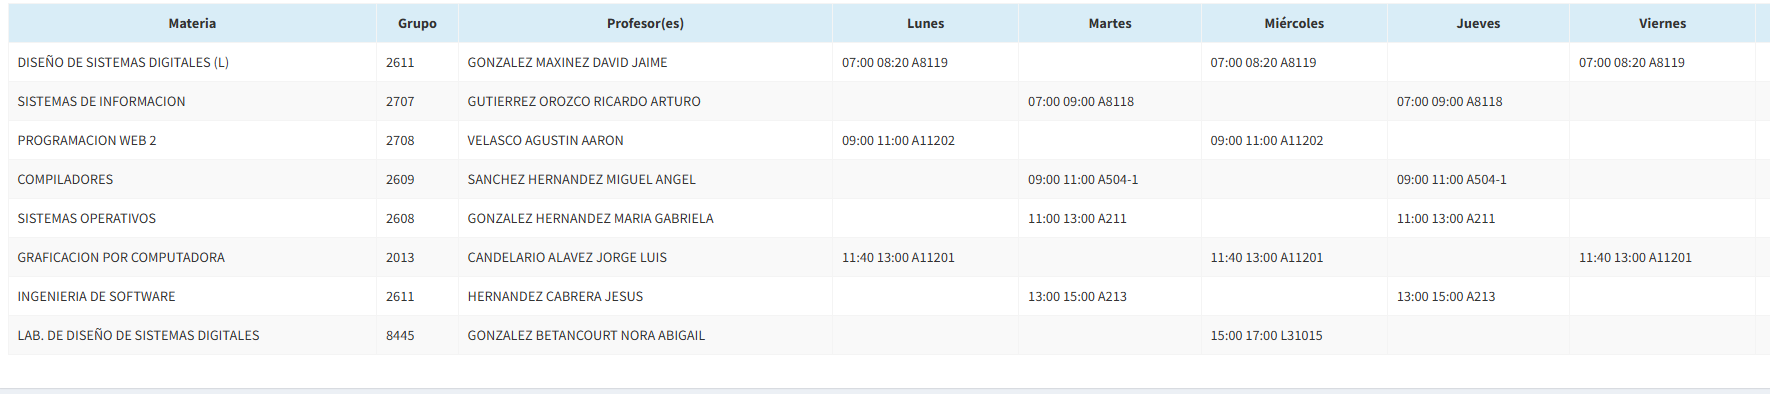 Materia Grupo Profesor(es) Lunes Martes Miércoles Jueves Viernes
DISEÑO DE SISTEMAS DIGITALES (L) 2611 GONZALEZ MAXINEZ DAVID JAIME 07:00 08:20 A8119 07:00 08:20 A8119 07:00 08:20 A8119
SISTEMAS DE INFORMACION 2707 GUTIERREZ OROZCO RICARDO ARTURO 07:00 09:00 A8118 07:00 09:00 A8118
PROGRAMACION WEB 2 2708 VELASCO AGUSTIN AARON 09:00 11:00 A11202 09:00 11:00 A11202
COMPILADORES 2609 SANCHEZ HERNANDEZ MIGUEL ANGEL 09:00 11:00 A504-1 09:00 11:00 A504-1
SISTEMAS OPERATIVOS 2608 GONZALEZ HERNANDEZ MARIA GABRIELA 11:00 13:00 A211 11:00 13:00 A211
GRAFICACION POR COMPUTADORA 2013 CANDELARIO ALAVEZ JORGE LUIS 11:40 13:00 A11201 11:40 13:00 A11201 11:40 13:00 A11201
INGENIERIA DE SOFTWARE 2611 HERNANDEZ CABRERA JESUS 13:00 15:00 A213 13:00 15:00 A213
LAB. DE DISEÑO DE SISTEMAS DIGITALES 8445 GONZALEZ BETANCOURT NORA ABIGAIL 15:00 17:00 L31015